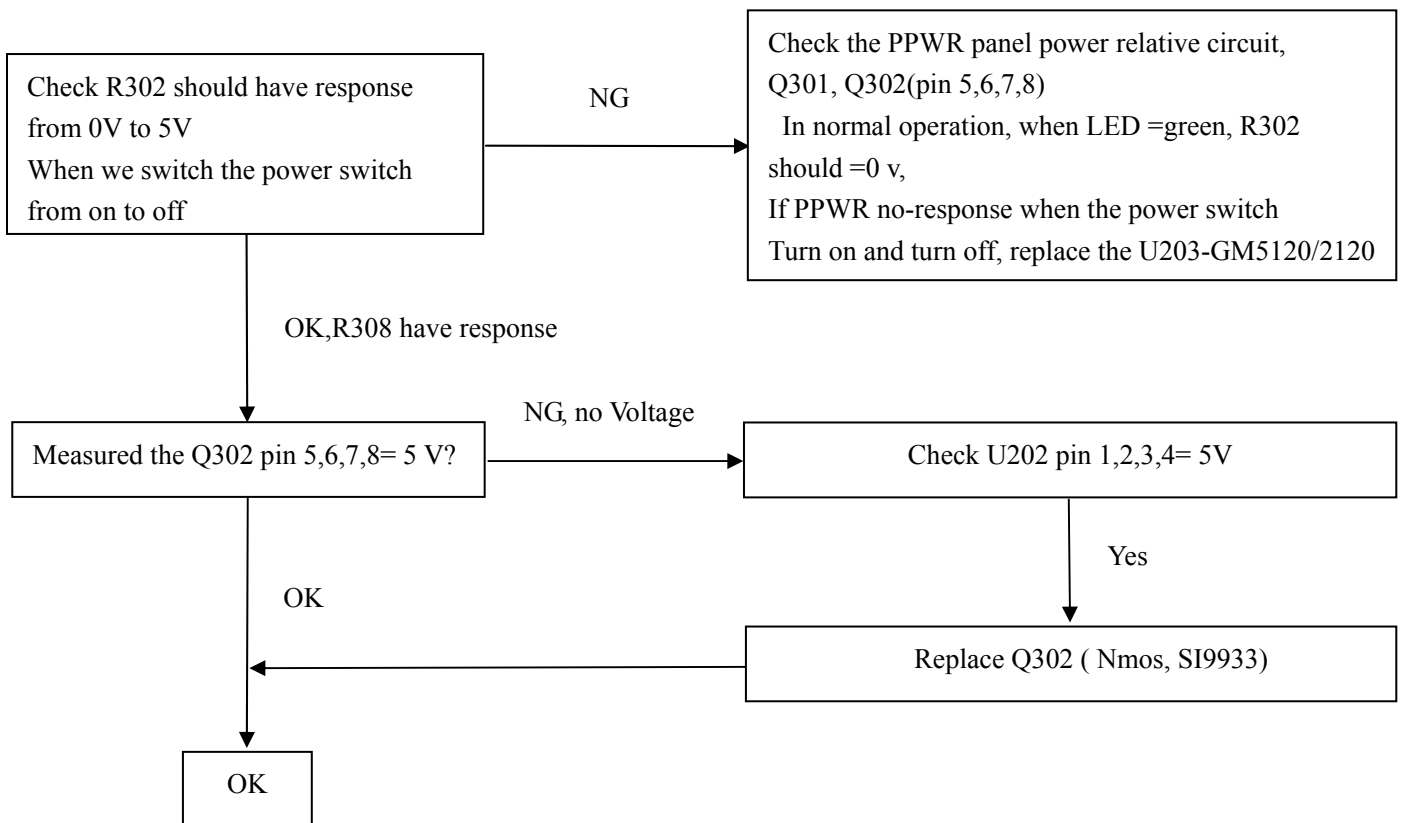 Check R302 should have response
from 0V to 5V
When we switch the power switch
from on to off
NG
Check the PPWR panel power relative circuit,
Q301, Q302(pin 5,6,7,8)
In normal operation, when LED =green, R302
should =0 v,
If PPWR no-response when the power switch
Turn on and turn off, replace the U203-GM5120/2120
OK,R308 have response
Measured the Q302 pin 5,6,7,8= 5 V?
NG, no Voltage
Check U202 pin 1,2,3,4= 5V
Yes
OK
Replace Q302 ( Nmos, SI9933)
OK